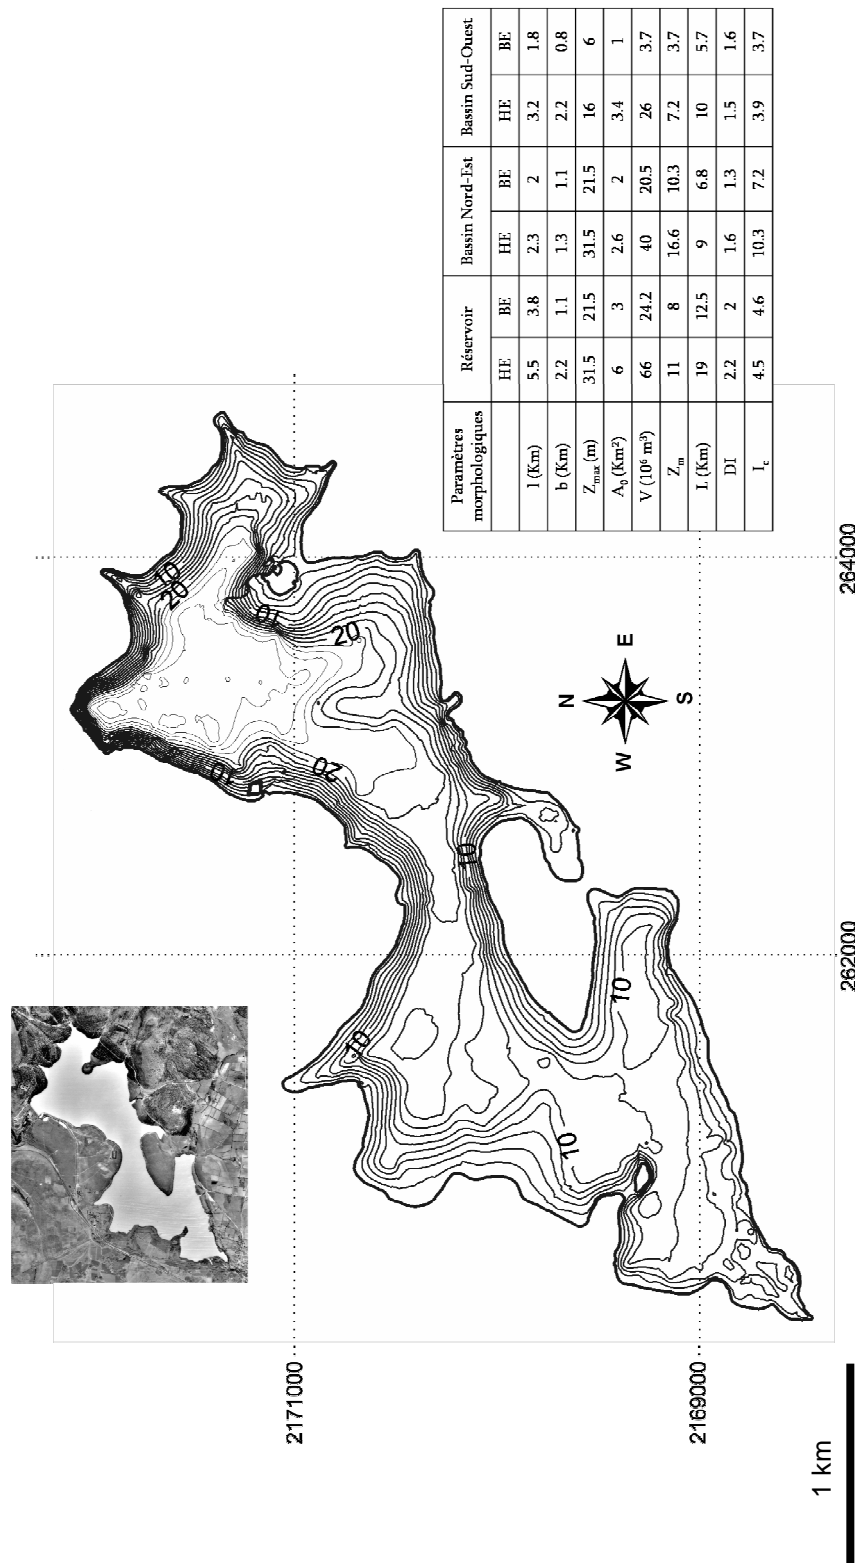 Paramètres morphologiques Réservoir Bassin Nord-Est Bassin Sud-Ouest
HE BE HE BE HE BE
l (Km) 5.5 3.8 2.3 2 3.2 1.8
b (Km) 2.2 1.1 1.3 1.1 2.2 0.8
Zmax (m) 31.5 21.5 31.5 21.5 16 6
A0 (Km²) 6 3 2.6 2 3.4 1
V (10⁶ m³) 66 24.2 40 20.5 26 3.7
Zm 11 8 16.6 10.3 7.2 3.7
L (Km) 19 12.5 9 6.8 10 5.7
DI 2.2 2 1.6 1.3 1.5 1.6
Ic 4.5 4.6 10.3 7.2 3.9 3.7
10
20
10
20
10
20
10
10
10
10
N
W E
S
2171000
2169000
262000
264000
1 km